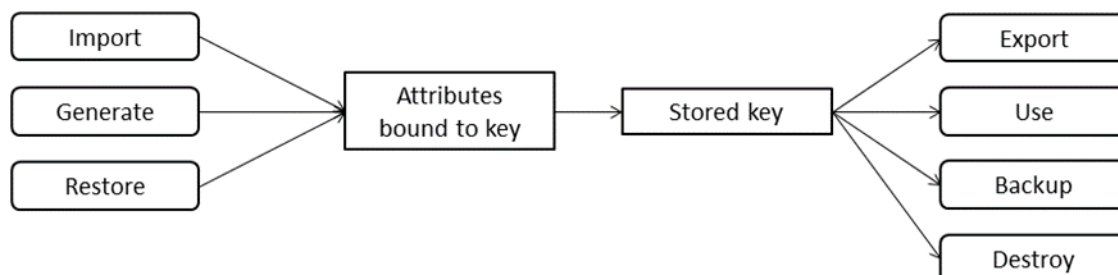 Import
Generate
Restore
Attributes
bound to key
Stored key
Export
Use
Backup
Destroy